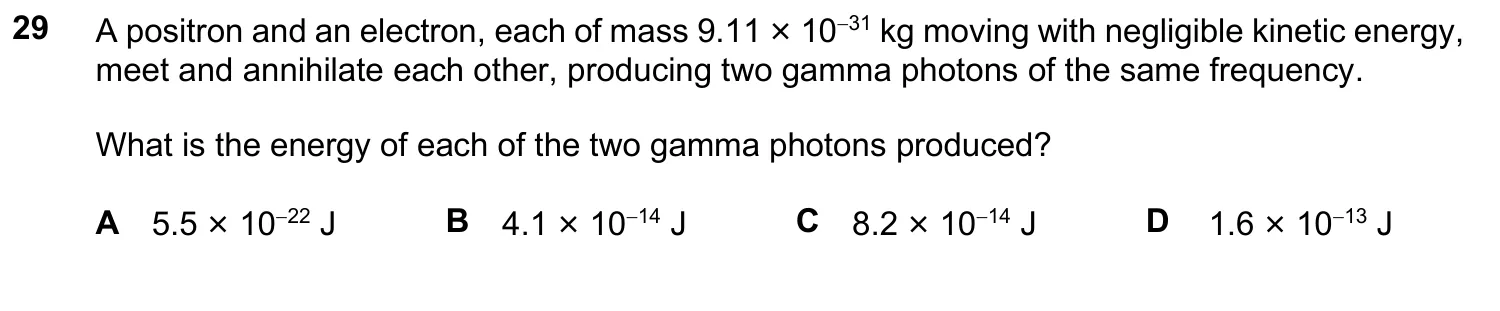 29 A positron and an electron, each of mass 9.11 × 10⁻³¹ kg moving with negligible kinetic energy,
meet and annihilate each other, producing two gamma photons of the same frequency.
What is the energy of each of the two gamma photons produced?
A 5.5 × 10⁻²² J B 4.1 × 10⁻¹⁴ J C 8.2 × 10⁻¹⁴ J D 1.6 × 10⁻¹³ J